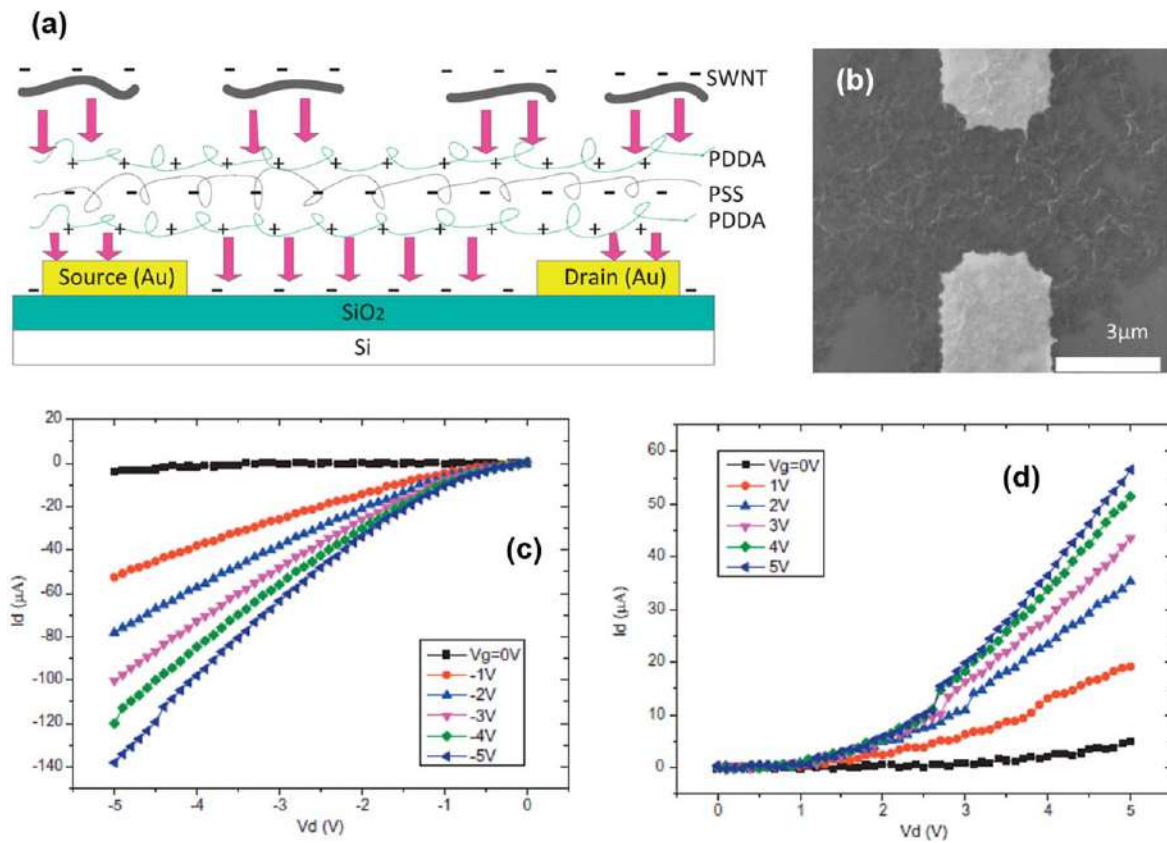 (a)
SWNT
PDDA
PSS
PDDA
Source (Au)
Drain (Au)
SiO₂
Si
(b)
3μm
20
0
-20
-40
-60
-80
-100
-120
-140
Id (μA)
-5
-4
-3
-2
-1
0
Vd (V)
(c)
Vg=0V
-1V
-2V
-3V
-4V
-5V
60
50
40
30
20
10
0
Id (μA)
0
1
2
3
4
5
Vd (V)
(d)
Vg=0V
1V
2V
3V
4V
5V